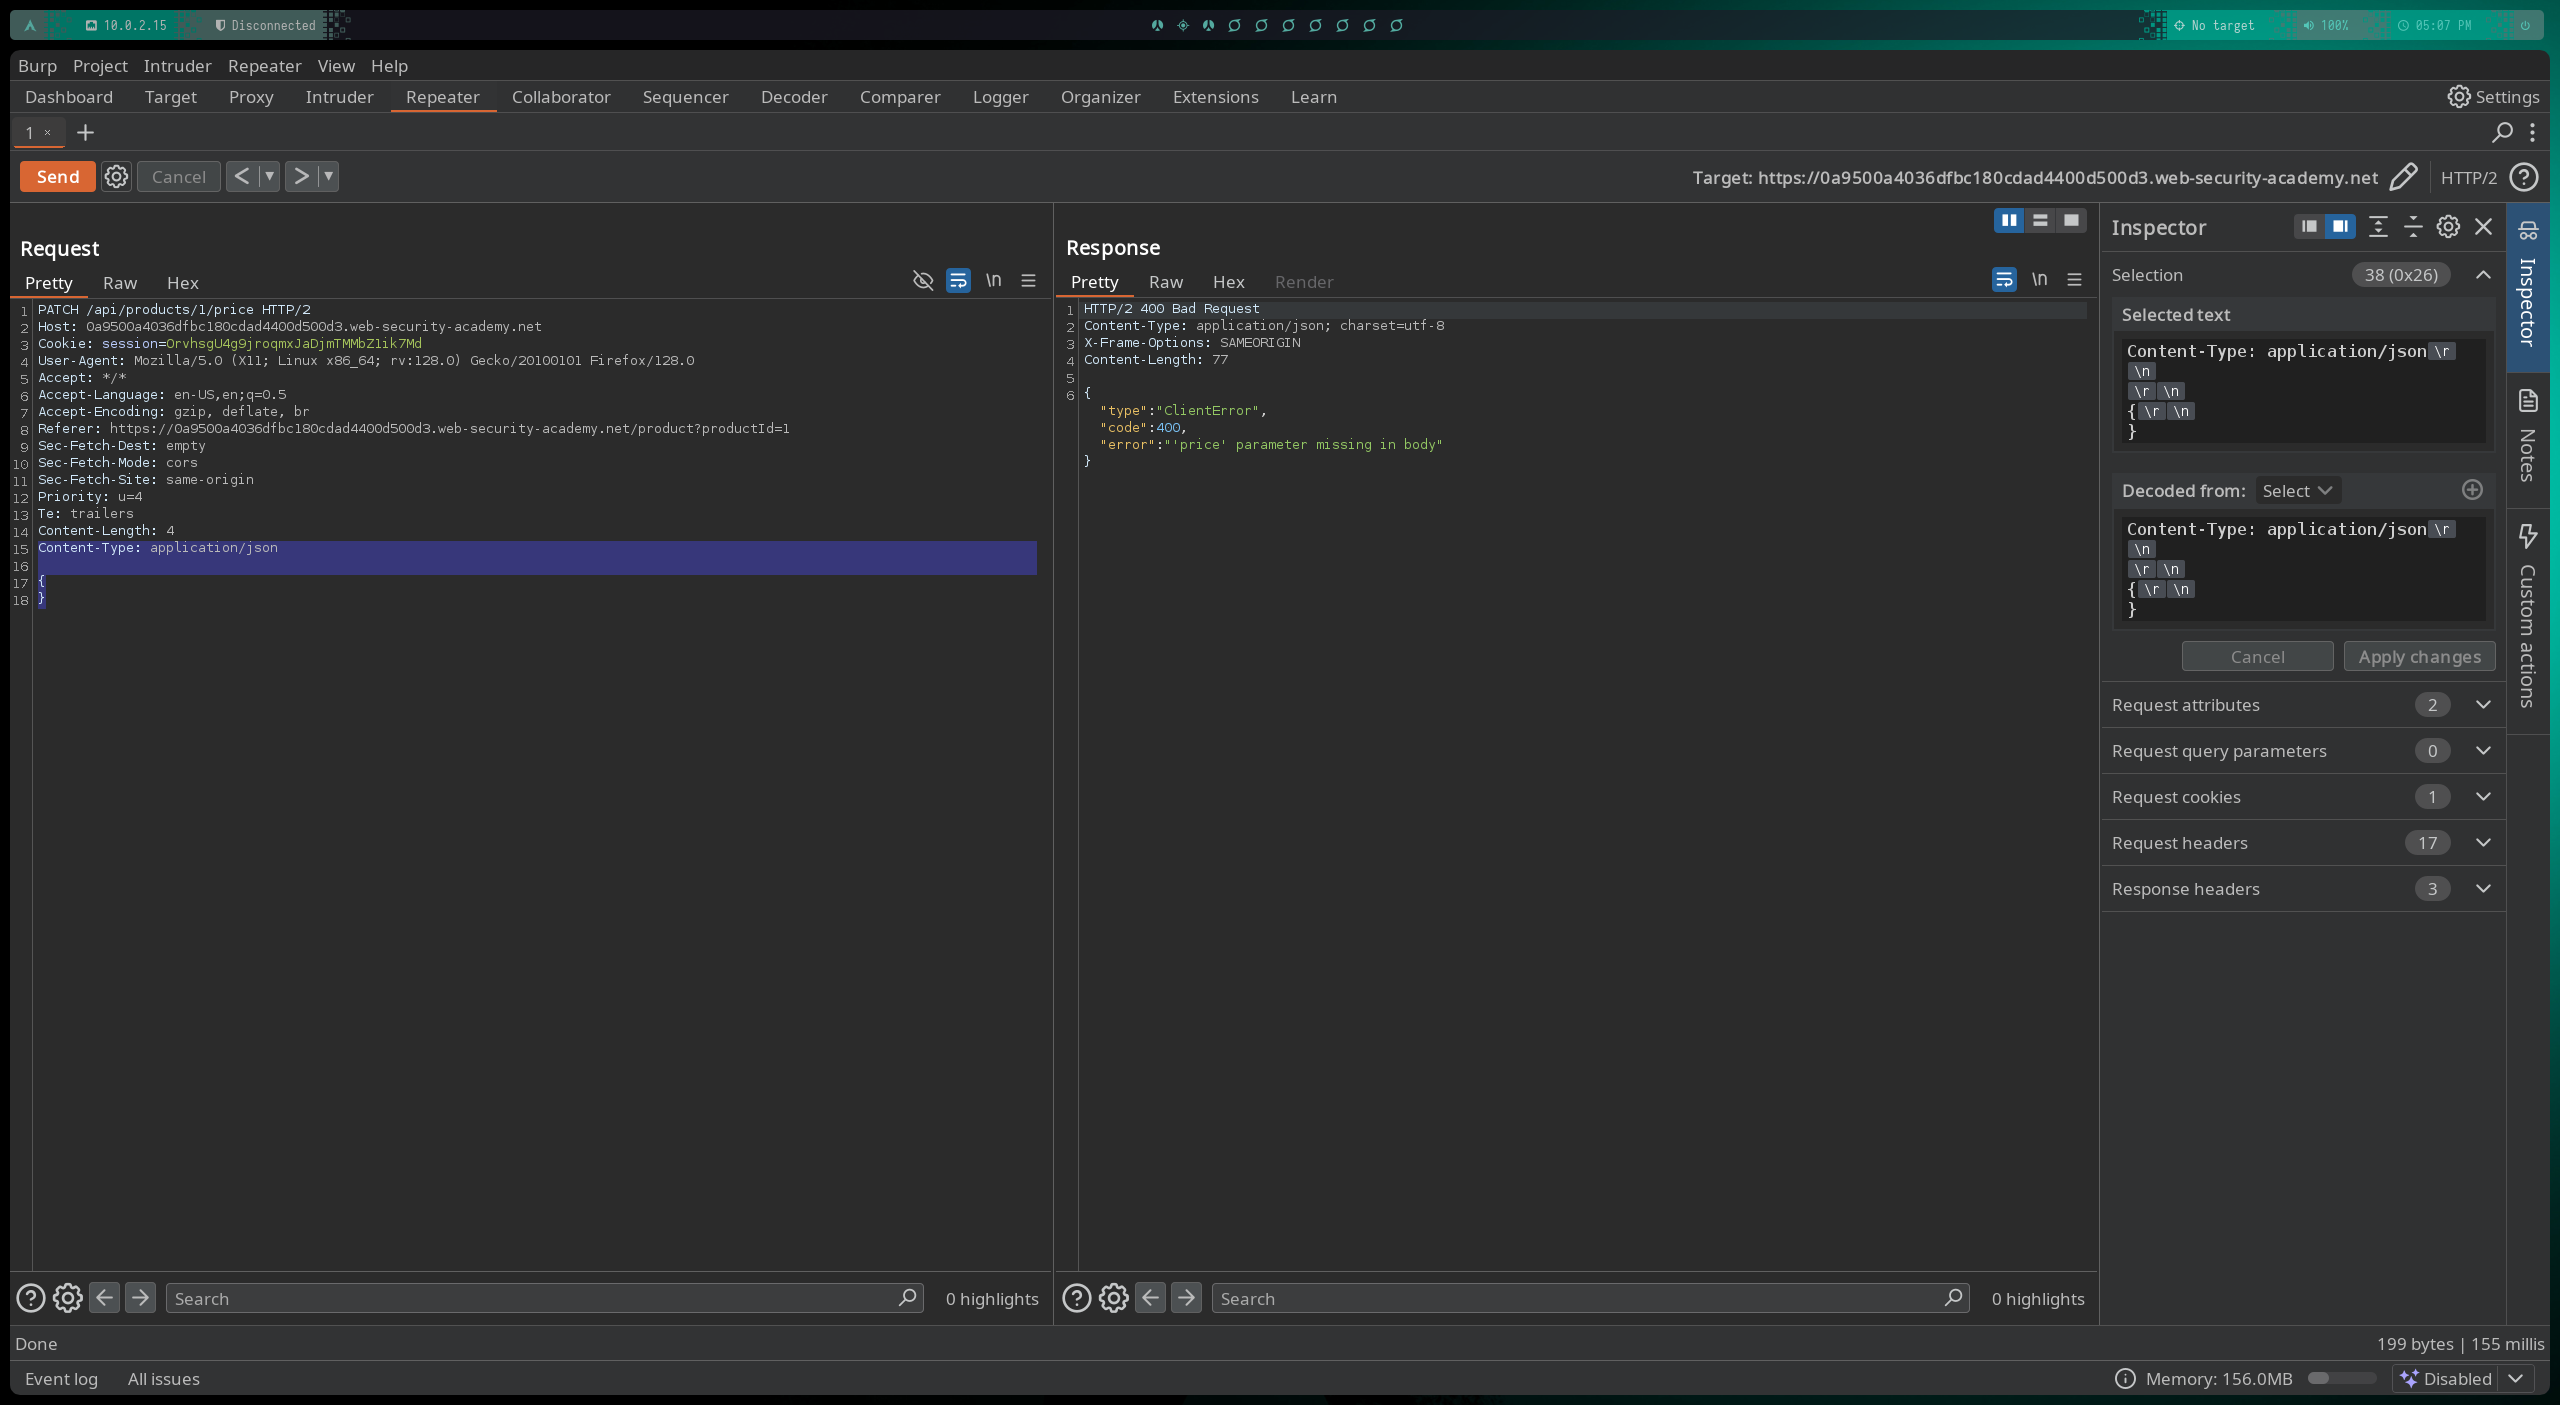 10.0.2.15 Disconnected No target 100% 05:07 PM
Burp Project Intruder Repeater View Help
Dashboard Target Proxy Intruder Repeater Collaborator Sequencer Decoder Comparer Logger Organizer Extensions Learn Settings
1 × +
Send Cancel < ▼ > ▼ Target: https://0a9500a4036dfbc180cdad4400d500d3.web-security-academy.net HTTP/2 ?
Request
Pretty Raw Hex \n
1 PATCH /api/products/1/price HTTP/2
2 Host: 0a9500a4036dfbc180cdad4400d500d3.web-security-academy.net
3 Cookie: session=OrvhsgU4g9jroqmxJaDjmTMMbZ1ik7Md
4 User-Agent: Mozilla/5.0 (X11; Linux x86_64; rv:128.0) Gecko/20100101 Firefox/128.0
5 Accept: */*
6 Accept-Language: en-US,en;q=0.5
7 Accept-Encoding: gzip, deflate, br
8 Referer: https://0a9500a4036dfbc180cdad4400d500d3.web-security-academy.net/product?productId=1
9 Sec-Fetch-Dest: empty
10 Sec-Fetch-Mode: cors
11 Sec-Fetch-Site: same-origin
12 Priority: u=4
13 Te: trailers
14 Content-Length: 4
15 Content-Type: application/json
16
17 {
18 }
Search 0 highlights
Response
Pretty Raw Hex Render \n
1 HTTP/2 400 Bad Request
2 Content-Type: application/json; charset=utf-8
3 X-Frame-Options: SAMEORIGIN
4 Content-Length: 77
5
6 {
"type":"ClientError",
"code":400,
"error":"'price' parameter missing in body"
}
Search 0 highlights
Inspector
Selection 38 (0x26)
Selected text
Content-Type: application/json \r
\n
\r \n
{ \r \n
}
Decoded from: Select
Content-Type: application/json \r
\n
\r \n
{ \r \n
}
Cancel Apply changes
Request attributes 2
Request query parameters 0
Request cookies 1
Request headers 17
Response headers 3
Inspector
Notes
Custom actions
Done 199 bytes | 155 millis
Event log All issues Memory: 156.0MB Disabled